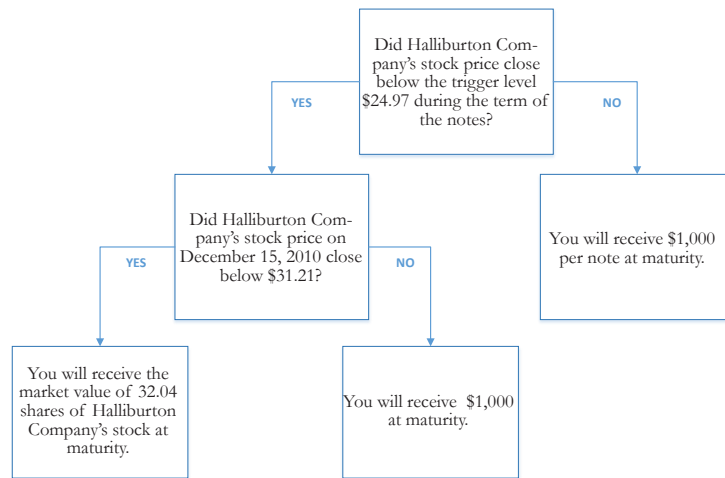 Did Halliburton Com-
pany's stock price close
below the trigger level
$24.97 during the term of
the notes?
YES
NO
Did Halliburton Com-
pany's stock price on
December 15, 2010 close
below $31.21?
You will receive $1,000
per note at maturity.
YES
NO
You will receive the
market value of 32.04
shares of Halliburton
Company's stock at
maturity.
You will receive $1,000
at maturity.